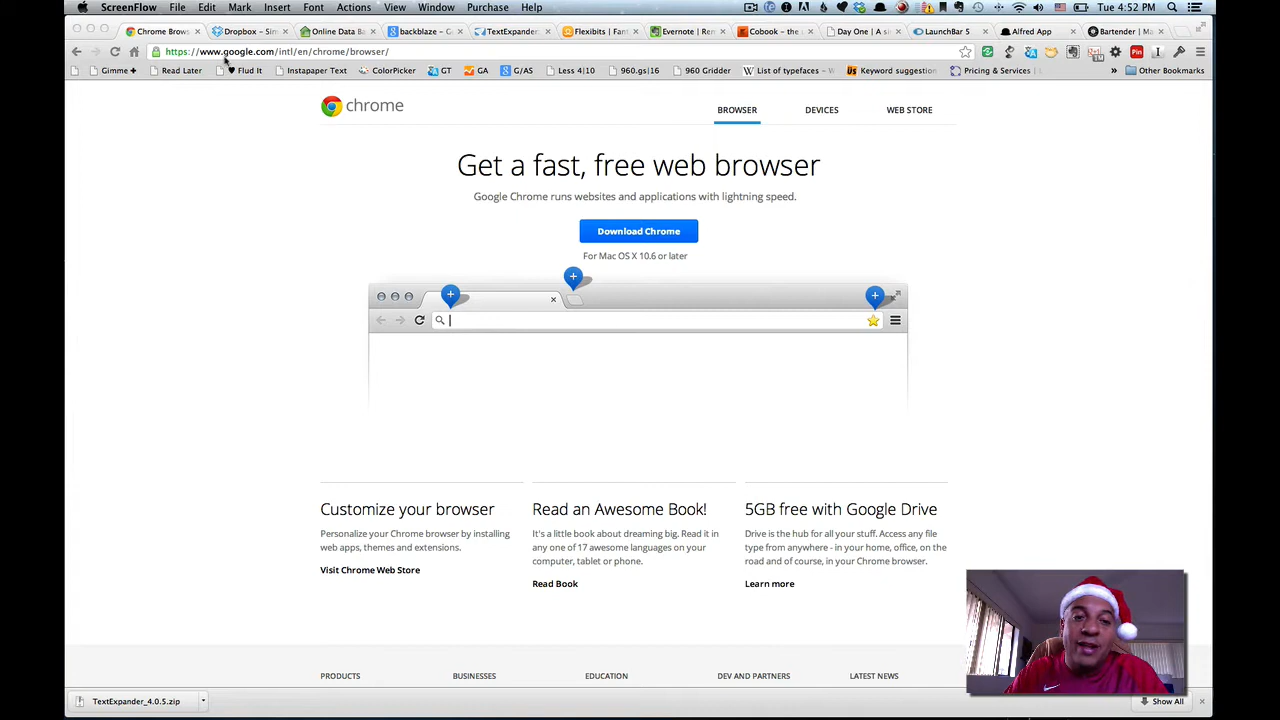 ScreenFlow File Edit Mark Insert Font Actions View Window Purchase Help Tue 4:52 PM
Chrome Brows Dropbox – Sim Online Data Ba backblaze – Go TextExpander Flexibits | Fant Evernote | Rem Cobook – the Day One | A si LaunchBar 5 Alfred App Bartender | Ma
https://www.google.com/intl/en/chrome/browser/
Gimme + Read Later ♥ Flud It Instapaper Text ColorPicker GT GA G/AS Less 4|10 960.gs|16 960 Gridder List of typefaces – Keyword suggestion Pricing & Services | » Other Bookmarks
chrome
BROWSER DEVICES WEB STORE
Get a fast, free web browser
Google Chrome runs websites and applications with lightning speed.
Download Chrome
For Mac OS X 10.6 or later
Customize your browser
Personalize your Chrome browser by installing
web apps, themes and extensions.
Visit Chrome Web Store
Read an Awesome Book!
It's a little book about dreaming big. Read it in
any one of 17 awesome languages on your
computer, tablet or phone.
Read Book
5GB free with Google Drive
Drive is the hub for all your stuff. Access any file
type from anywhere - in your home, office, on the
road and of course, in your Chrome browser.
Learn more
PRODUCTS BUSINESSES EDUCATION DEV AND PARTNERS LATEST NEWS
TextExpander_4.0.5.zip Show All